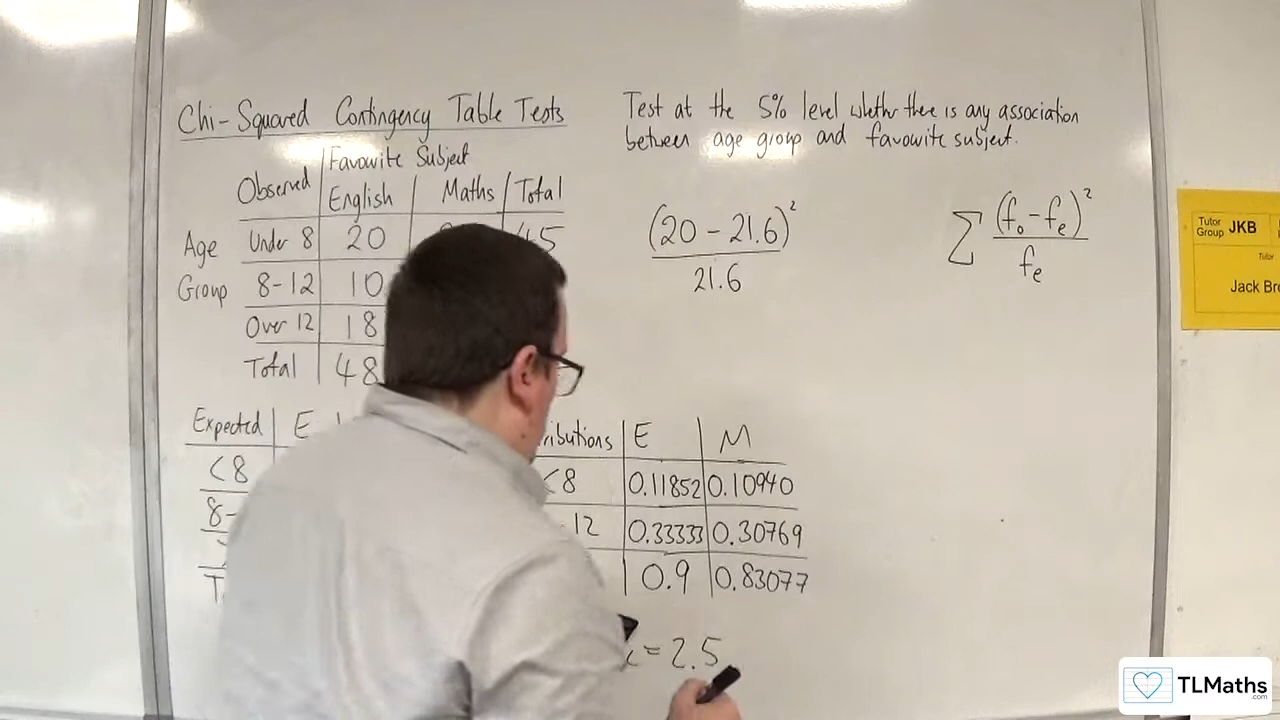 Chi-Squared Contingency Table Tests
Favourite Subject
Observed English Maths Total
Age Group
Under 8 20 45
8-12 10
Over 12 18
Total 48
Expected E
<8
8-
T
Test at the 5% level whether there is any association
between age group and favourite subject.
(20 - 21.6)²
21.6
Σ (fo - fe)²
fe
ributions E M
<8 0.11852 0.10940
12 0.33333 0.30769
0.9 0.83077
= 2.5
Tutor Group JKB
Tutor
Jack Br
TLMaths
.com